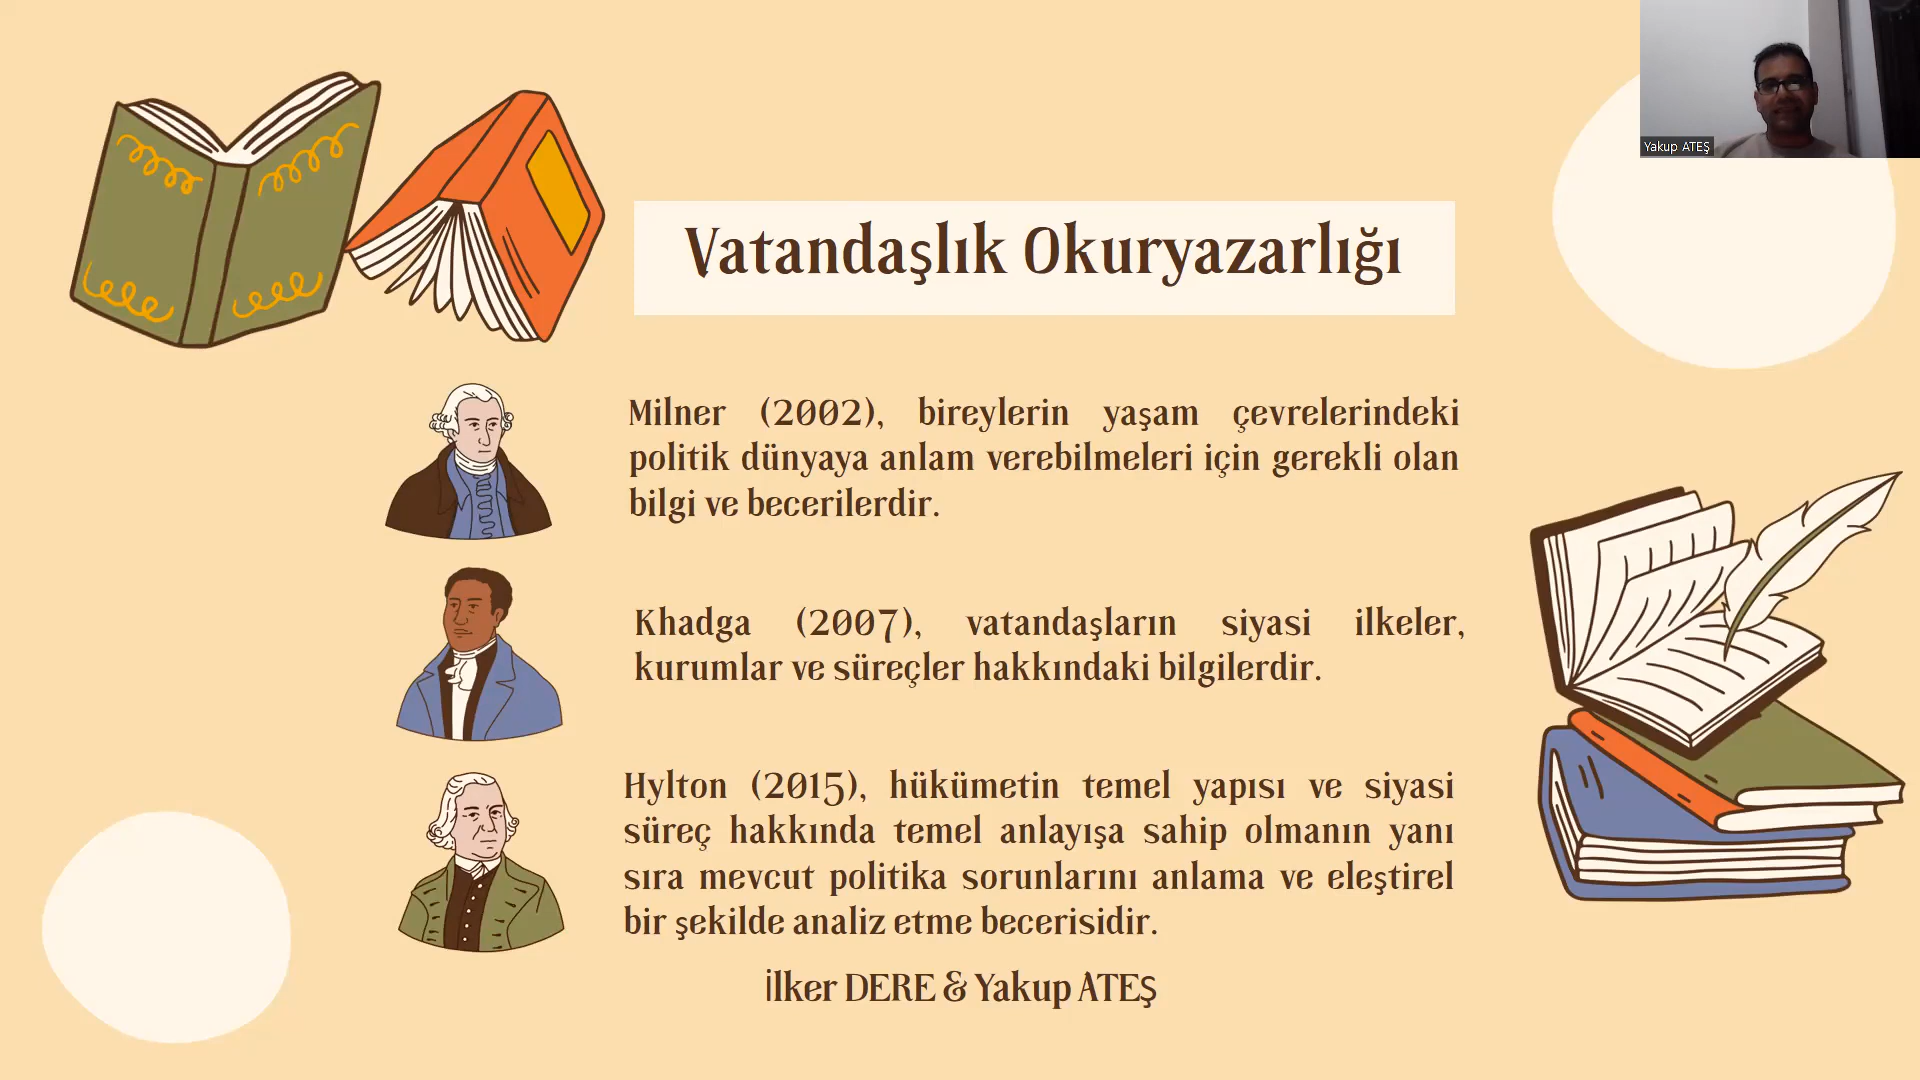 Yakup ATEŞ
Vatandaşlık Okuryazarlığı
Milner (2002), bireylerin yaşam çevrelerindeki
politik dünyaya anlam verebilmeleri için gerekli olan
bilgi ve becerilerdir.
Khadga (2007), vatandaşların siyasi ilkeler,
kurumlar ve süreçler hakkındaki bilgilerdir.
Hylton (2015), hükümetin temel yapısı ve siyasi
süreç hakkında temel anlayışa sahip olmanın yanı
sıra mevcut politika sorunlarını anlama ve eleştirel
bir şekilde analiz etme becerisidir.
İlker DERE & Yakup ATEŞ